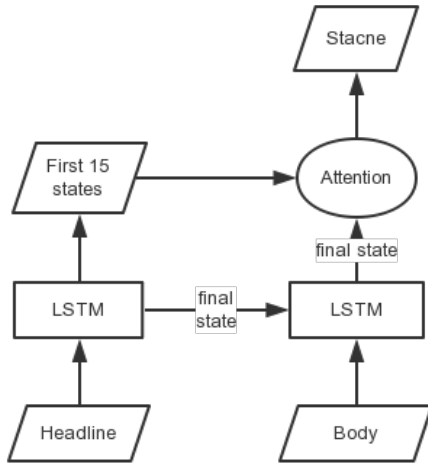 Stacne
First 15
states
Attention
final state
LSTM
final
state
LSTM
Headline
Body